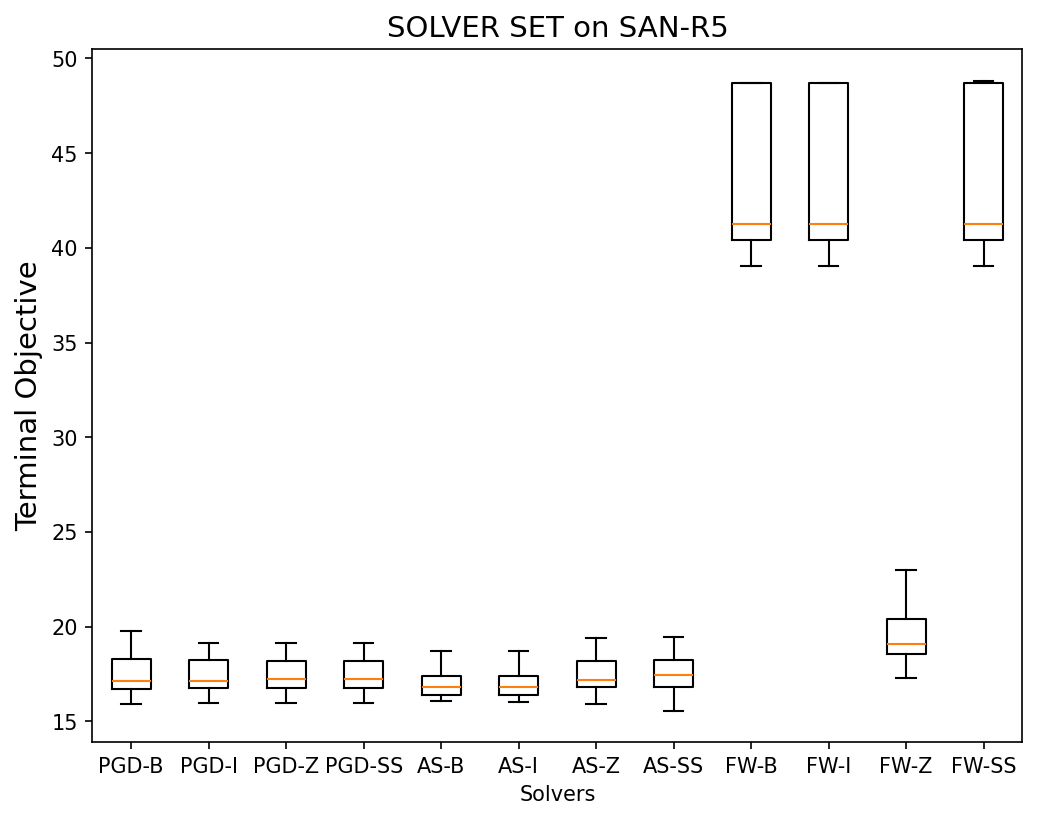 SOLVER SET on SAN-R5
Terminal Objective
50
45
40
35
30
25
20
15
PGD-B PGD-I PGD-Z PGD-SS AS-B AS-I AS-Z AS-SS FW-B FW-I FW-Z FW-SS
Solvers